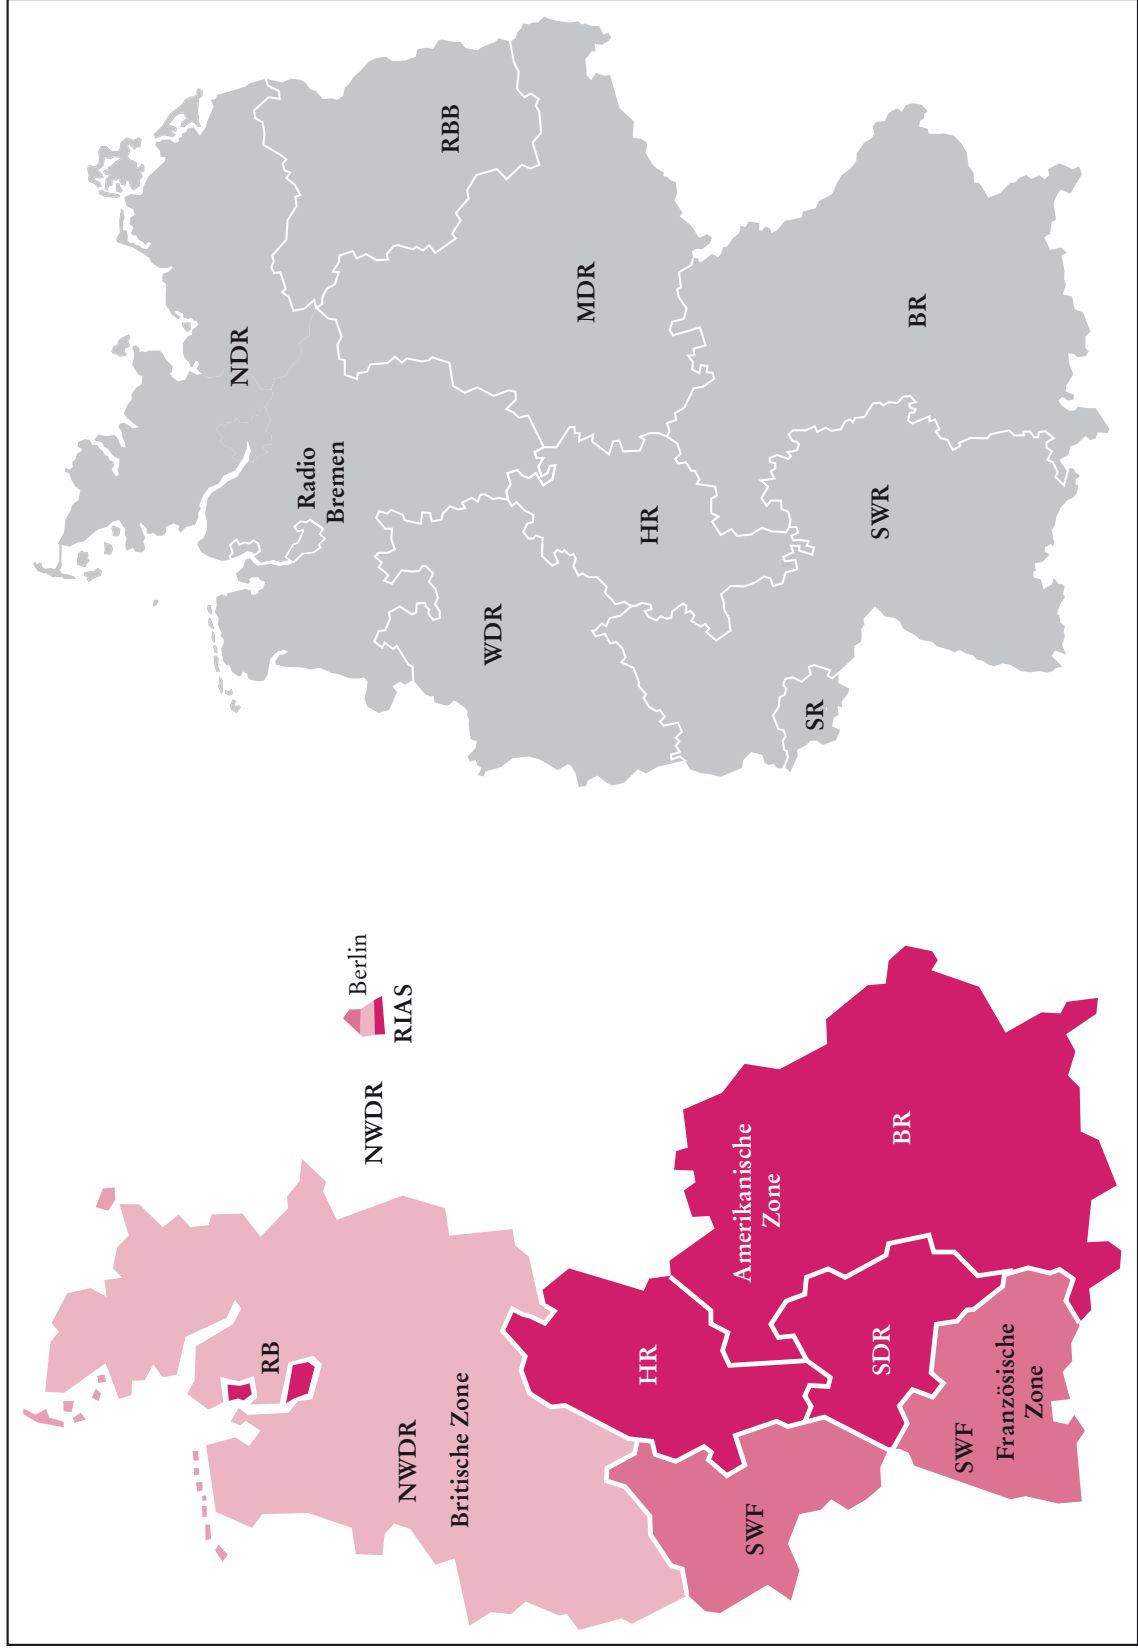 NWDR
Britische Zone
RB
NWDR
Berlin
RIAS
HR
Amerikanische
Zone
BR
SDR
SWF
SWF
Französische
Zone
NDR
Radio
Bremen
RBB
WDR
MDR
HR
SR
SWR
BR